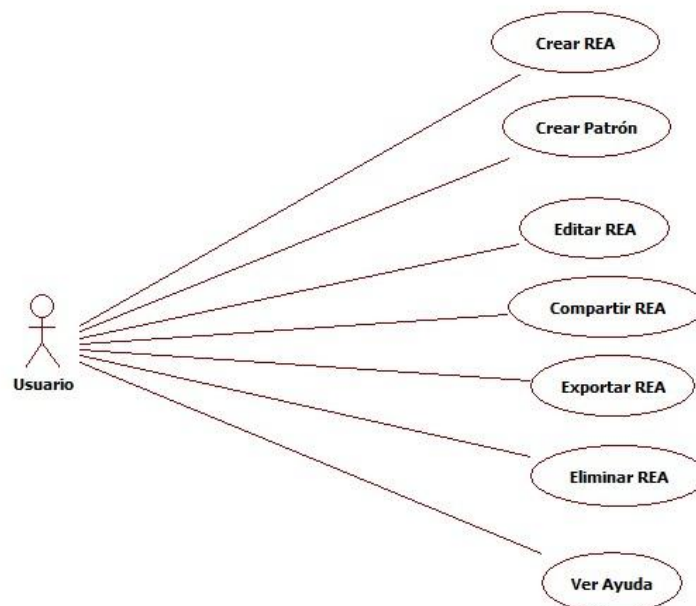 Crear REA
Crear Patrón
Editar REA
Compartir REA
Usuario
Exportar REA
Eliminar REA
Ver Ayuda